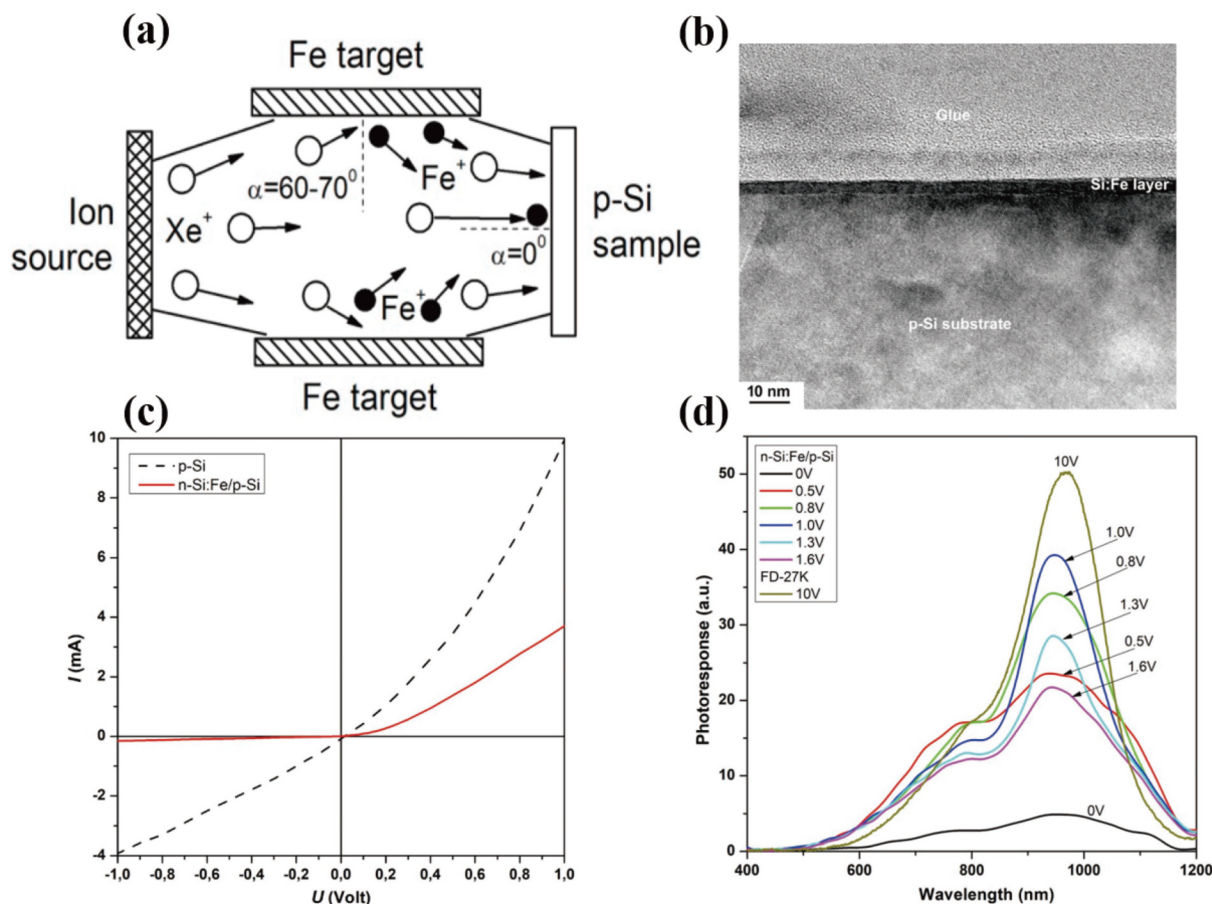 (a)
Fe target
Ion
source
Xe+
α=60-70⁰
Fe+
α=0⁰
Fe+
p-Si
sample
Fe target
(b)
Glue
Si:Fe layer
p-Si substrate
10 nm
(c)
I (mA)
10
8
6
4
2
0
-2
-4
p-Si
n-Si:Fe/p-Si
-1,0 -0,8 -0,6 -0,4 -0,2 0,0 0,2 0,4 0,6 0,8 1,0
U (Volt)
(d)
Photoresponse (a.u.)
50
40
30
20
10
0
n-Si:Fe/p-Si
0V
0.5V
0.8V
1.0V
1.3V
1.6V
FD-27K
10V
10V
1.0V
0.8V
1.3V
0.5V
1.6V
0V
400 600 800 1000 1200
Wavelength (nm)